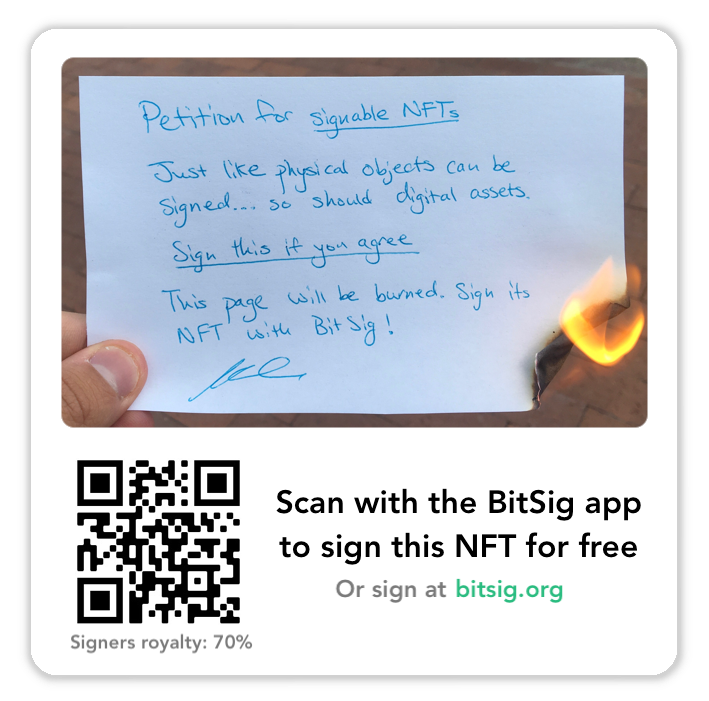 Petition for signable NFTs
Just like physical objects can be
signed... so should digital assets.
Sign this if you agree
This page will be burned. Sign its
NFT with BitSig!
Scan with the BitSig app
to sign this NFT for free
Or sign at bitsig.org
Signers royalty: 70%